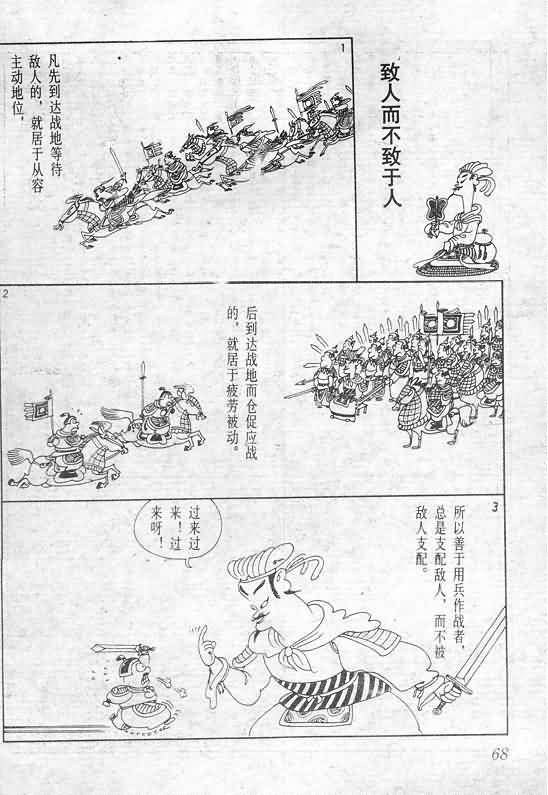 致人而不致于人
1
凡先到达战地等待
敌人的，就居于从容
主动地位，
2
后到达战地而仓促应战
的，就居于疲劳被动。
3
所以善于用兵作战者，
总是支配敌人，而不被
敌人支配。
过来过
来！过
来呀！
68